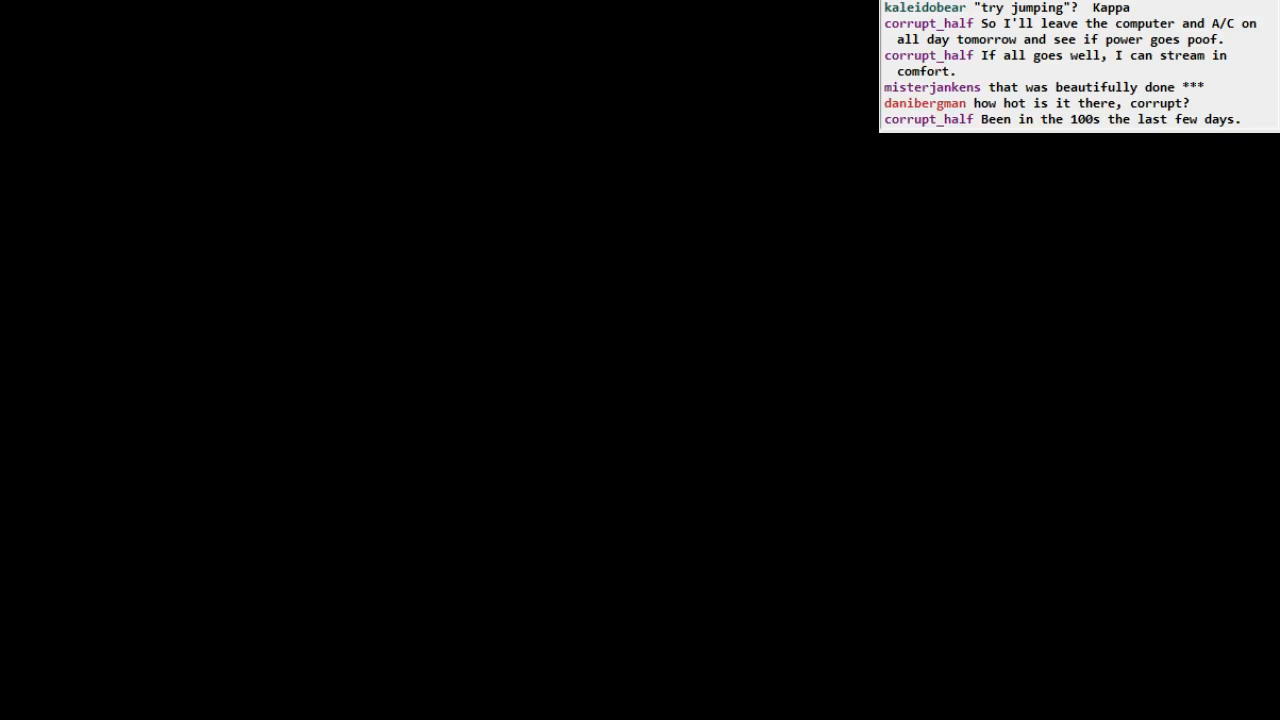 kaleidobear "try jumping"?  Kappa
corrupt_half So I'll leave the computer and A/C on
all day tomorrow and see if power goes poof.
corrupt_half If all goes well, I can stream in
comfort.
misterjankens that was beautifully done ***
danibergman how hot is it there, corrupt?
corrupt_half Been in the 100s the last few days.